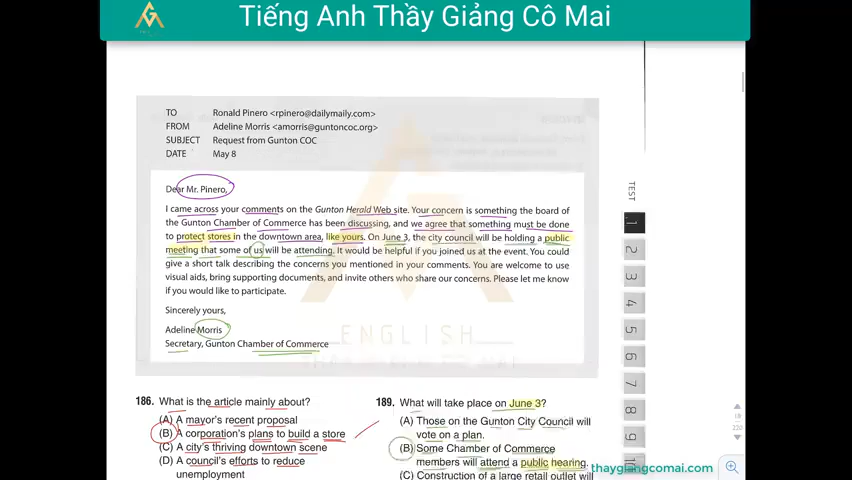 Tiếng Anh Thầy Giảng Cô Mai
TO Ronald Pinero <rpinero@dailymaily.com>
FROM Adeline Morris <amorris@guntoncoc.org>
SUBJECT Request from Gunton COC
DATE May 8
Dear Mr. Pinero,
I came across your comments on the Gunton Herald Web site. Your concern is something the board of
the Gunton Chamber of Commerce has been discussing, and we agree that something must be done
to protect stores in the downtown area, like yours. On June 3, the city council will be holding a public
meeting that some of us will be attending. It would be helpful if you joined us at the event. You could
give a short talk describing the concerns you mentioned in your comments. You are welcome to use
visual aids, bring supporting documents, and invite others who share our concerns. Please let me know
if you would like to participate.
Sincerely yours,
Adeline Morris
Secretary, Gunton Chamber of Commerce
ENGLISH
TEST
1
2
3
4
5
6
7
8
9
10
186. What is the article mainly about?
(A) A mayor's recent proposal
(B) A corporation's plans to build a store
(C) A city's thriving downtown scene
(D) A council's efforts to reduce
unemployment
189. What will take place on June 3?
(A) Those on the Gunton City Council will
vote on a plan.
(B) Some Chamber of Commerce
members will attend a public hearing.
(C) Construction of a large retail outlet will
thaygiangcomai.com